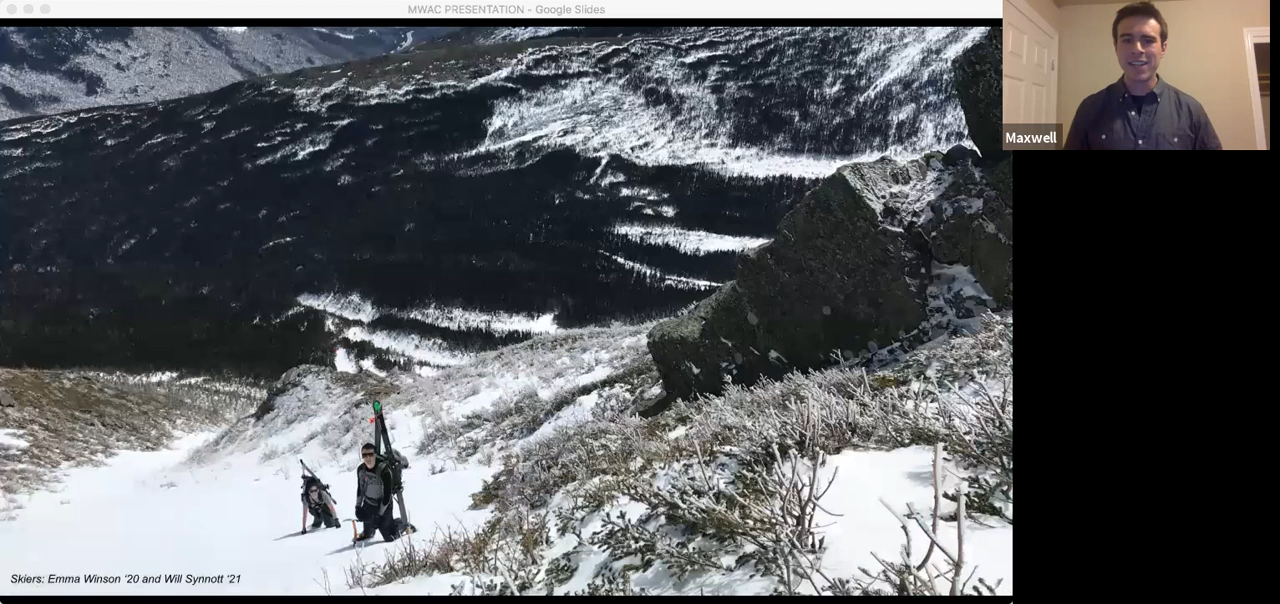 MWAC PRESENTATION - Google Slides
Maxwell
Skiers: Emma Winson ‘20 and Will Synnott ‘21